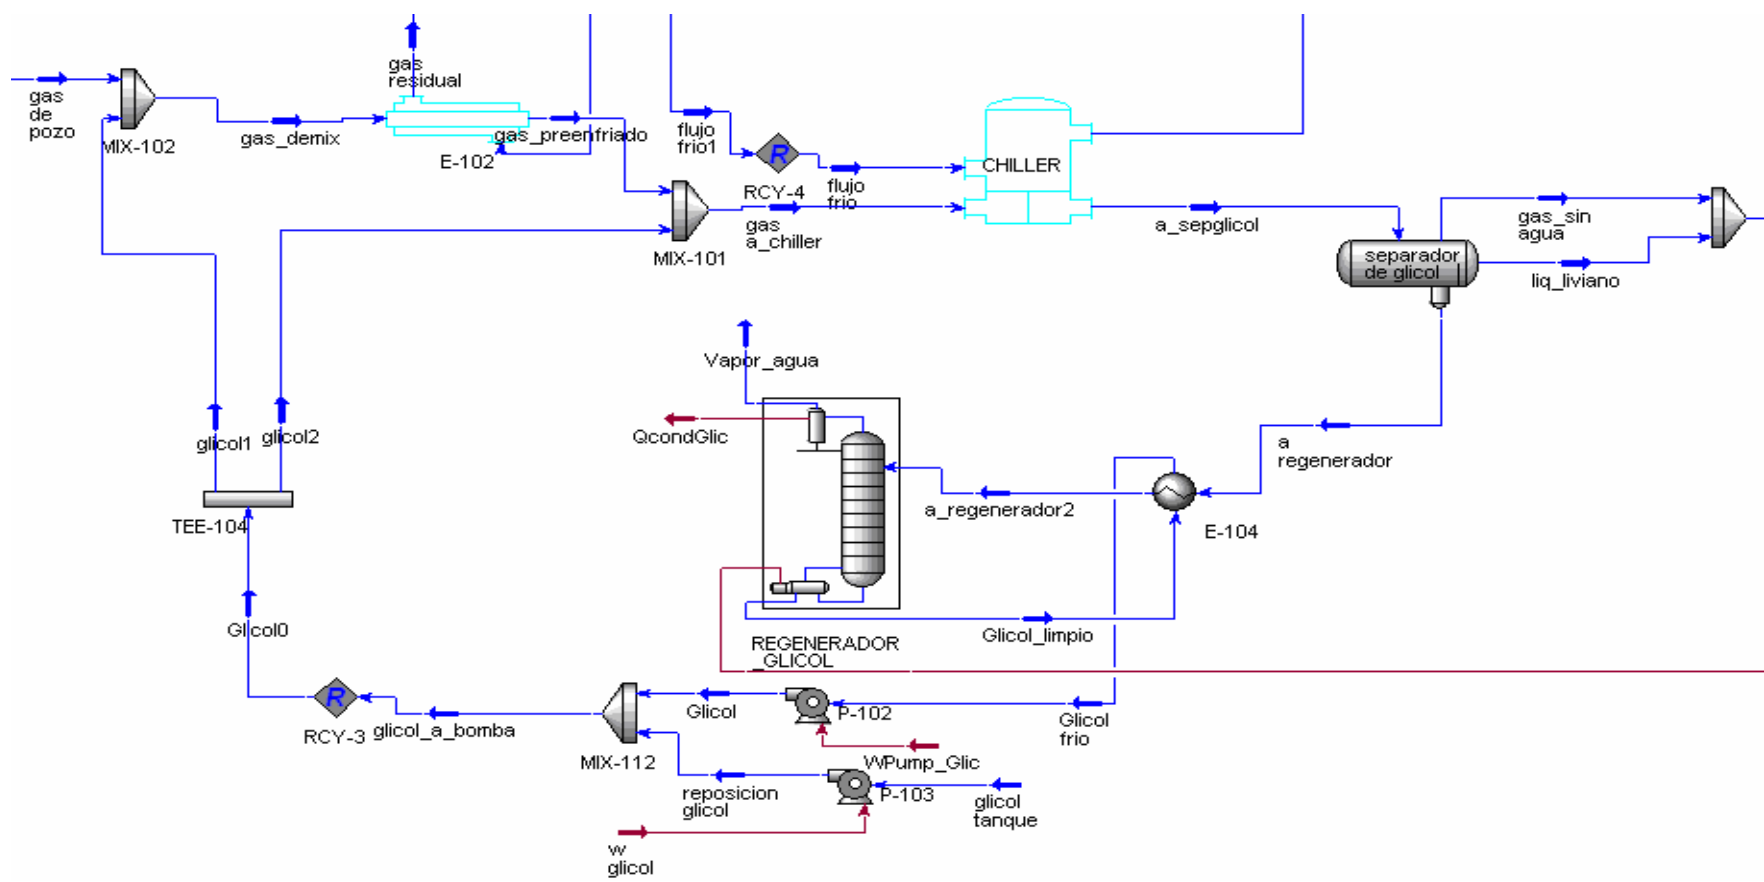 gas
residual
gas
de
pozo
MIX-102
gas_demix
gas_preenfriado
E-102
flujo
frio1
R
RCY-4
flujo
frio
CHILLER
gas
a_chiller
MIX-101
a_sepglicol
gas_sin
agua
separador
de glicol
liq_liviano
Vapor_agua
QcondGlic
glicol1
glicol2
a
regenerador
a_regenerador2
E-104
TEE-104
Glicol0
Glicol_limpio
REGENERADOR
_GLICOL
R
RCY-3
glicol_a_bomba
Glicol
P-102
Glicol
frio
MIX-112
WPump_Glic
reposicion
glicol
P-103
glicol
tanque
w
glicol